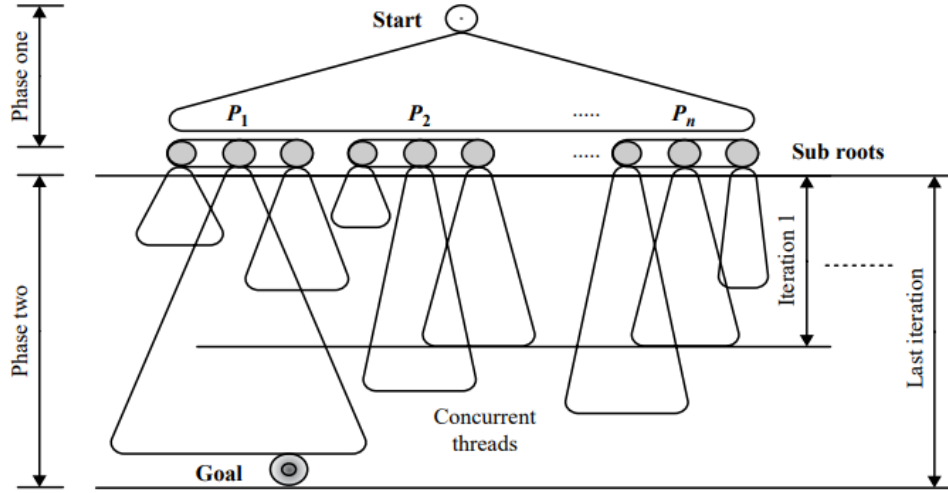 Start
Phase one
P1 P2 ..... Pn
..... Sub roots
Phase two
Iteration 1
Last iteration
Concurrent
threads
Goal